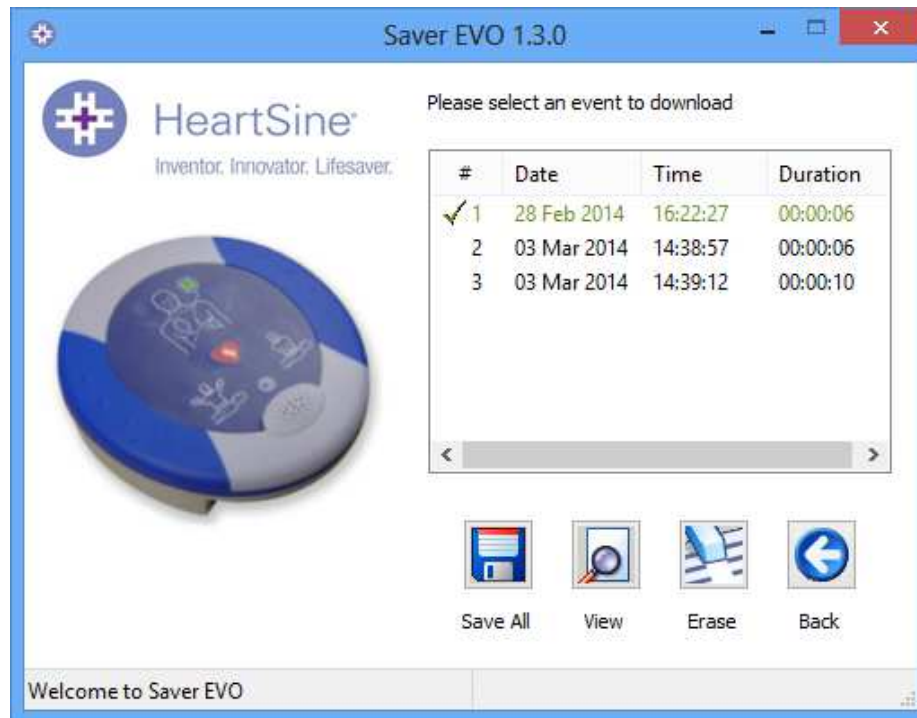 Saver EVO 1.3.0
HeartSine
Inventor. Innovator. Lifesaver.
Please select an event to download
# Date Time Duration
1 28 Feb 2014 16:22:27 00:00:06
2 03 Mar 2014 14:38:57 00:00:06
3 03 Mar 2014 14:39:12 00:00:10
Save All View Erase Back
Welcome to Saver EVO